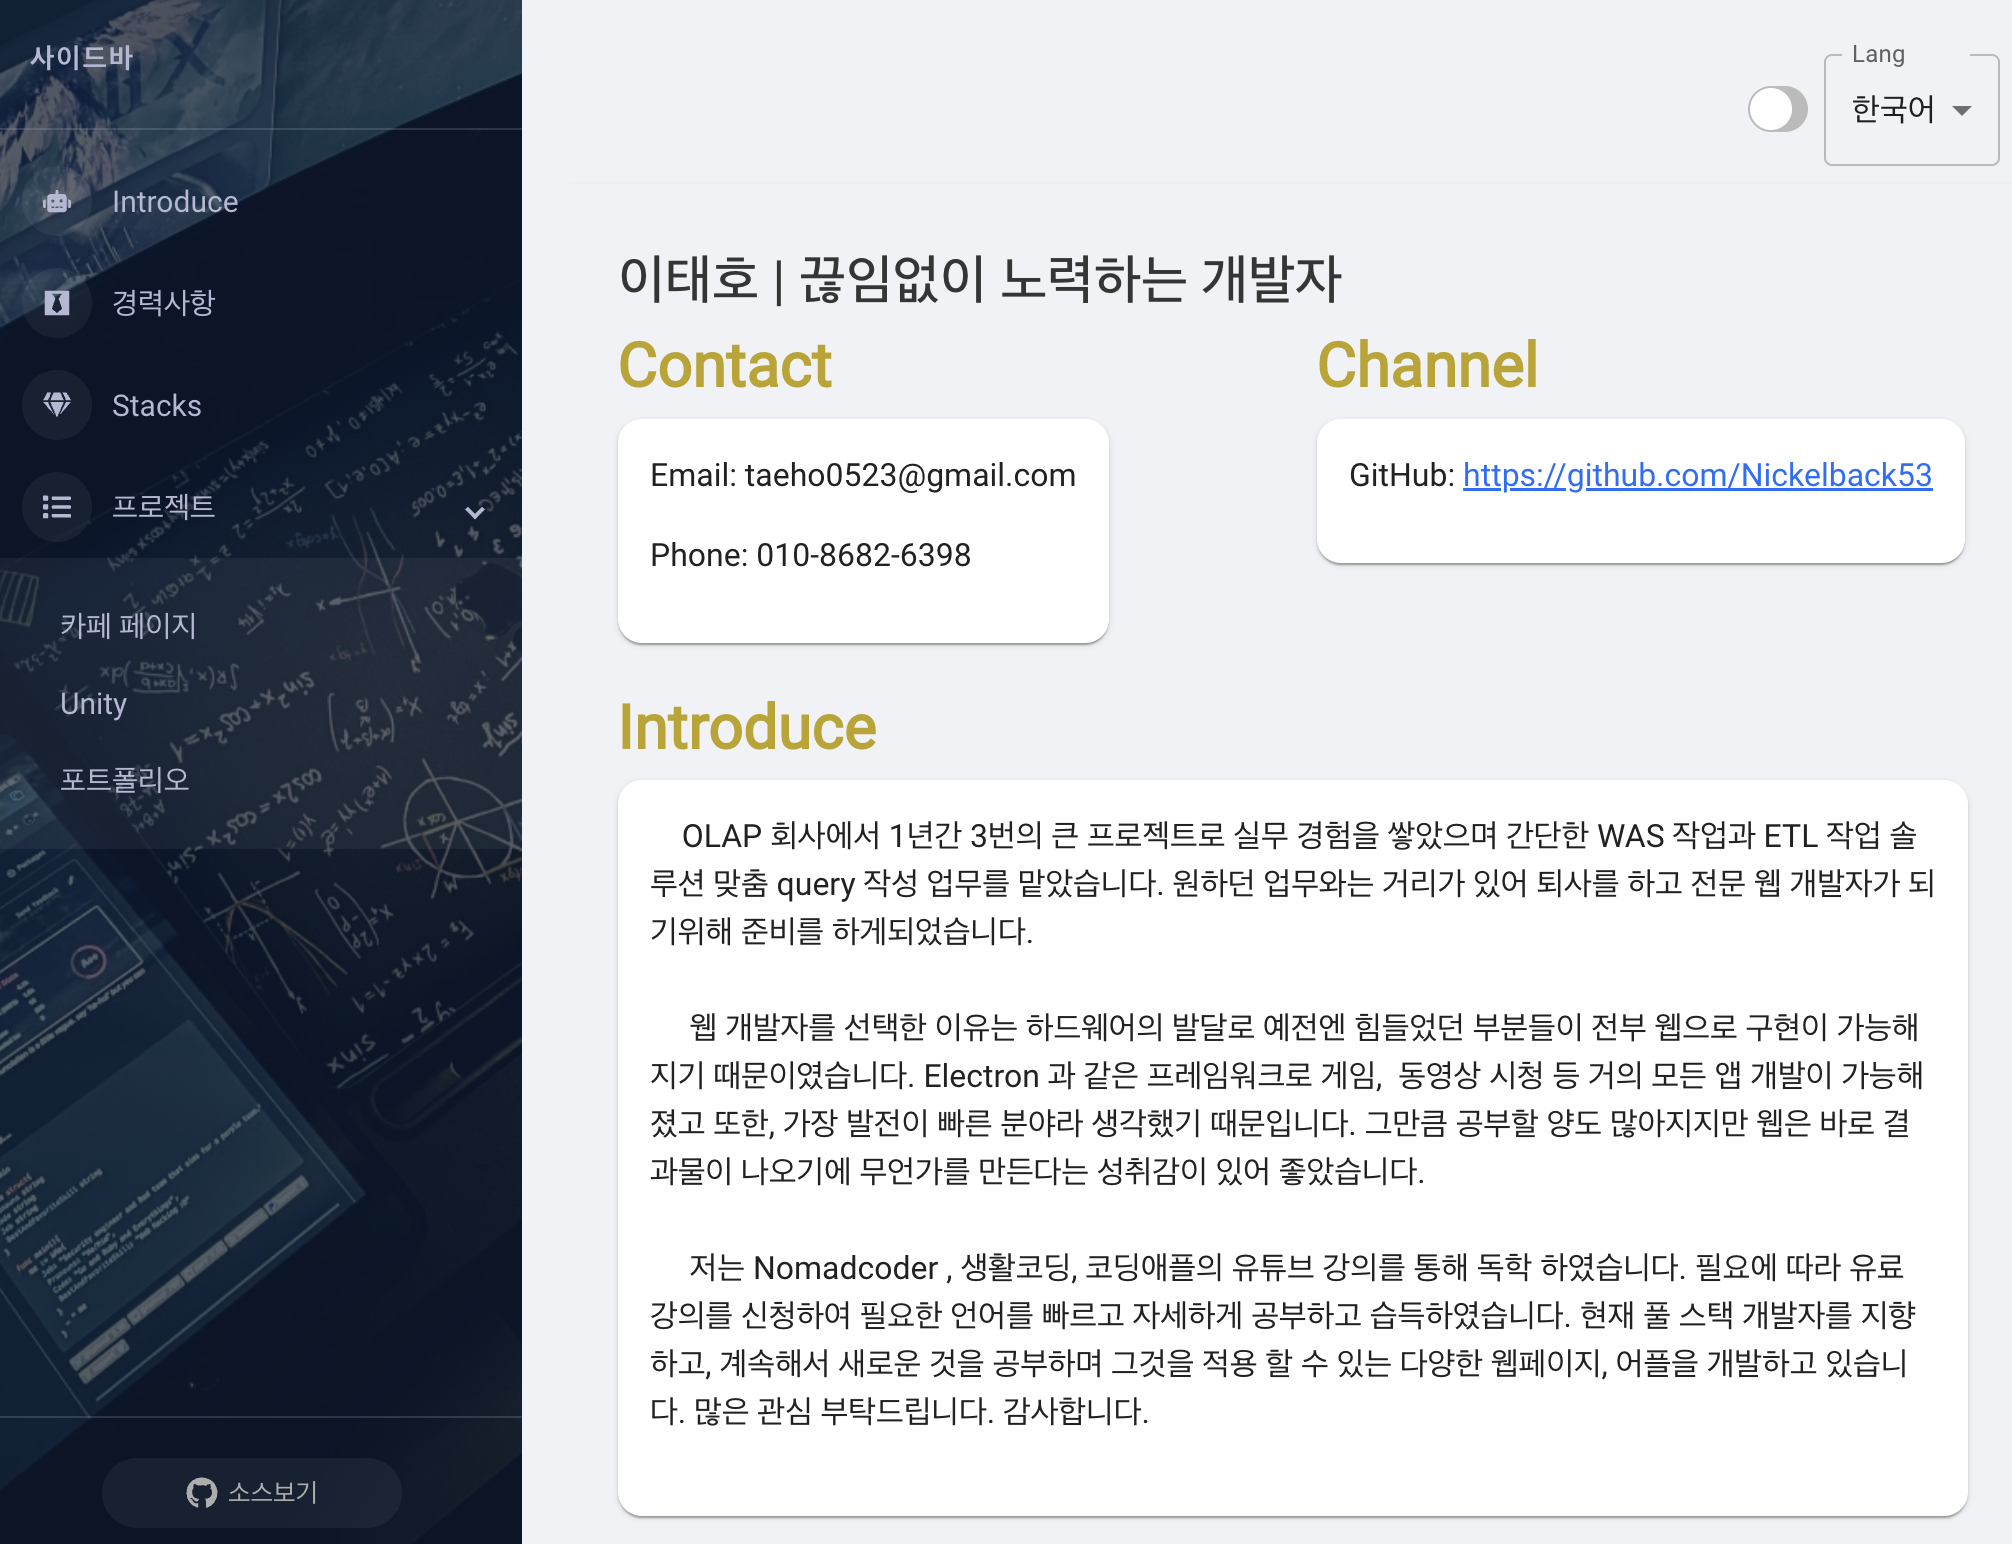 사이드바
Introduce
경력사항
Stacks
프로젝트
카페 페이지
Unity
포트폴리오
소스보기
Lang
한국어
이태호 | 끊임없이 노력하는 개발자
Contact
Email: taeho0523@gmail.com
Phone: 010-8682-6398
Channel
GitHub: https://github.com/Nickelback53
Introduce
OLAP 회사에서 1년간 3번의 큰 프로젝트로 실무 경험을 쌓았으며 간단한 WAS 작업과 ETL 작업 솔
루션 맞춤 query 작성 업무를 맡았습니다. 원하던 업무와는 거리가 있어 퇴사를 하고 전문 웹 개발자가 되
기위해 준비를 하게되었습니다.
웹 개발자를 선택한 이유는 하드웨어의 발달로 예전엔 힘들었던 부분들이 전부 웹으로 구현이 가능해
지기 때문이였습니다. Electron 과 같은 프레임워크로 게임, 동영상 시청 등 거의 모든 앱 개발이 가능해
졌고 또한, 가장 발전이 빠른 분야라 생각했기 때문입니다. 그만큼 공부할 양도 많아지지만 웹은 바로 결
과물이 나오기에 무언가를 만든다는 성취감이 있어 좋았습니다.
저는 Nomadcoder , 생활코딩, 코딩애플의 유튜브 강의를 통해 독학 하였습니다. 필요에 따라 유료
강의를 신청하여 필요한 언어를 빠르고 자세하게 공부하고 습득하였습니다. 현재 풀 스택 개발자를 지향
하고, 계속해서 새로운 것을 공부하며 그것을 적용 할 수 있는 다양한 웹페이지, 어플을 개발하고 있습니
다. 많은 관심 부탁드립니다. 감사합니다.